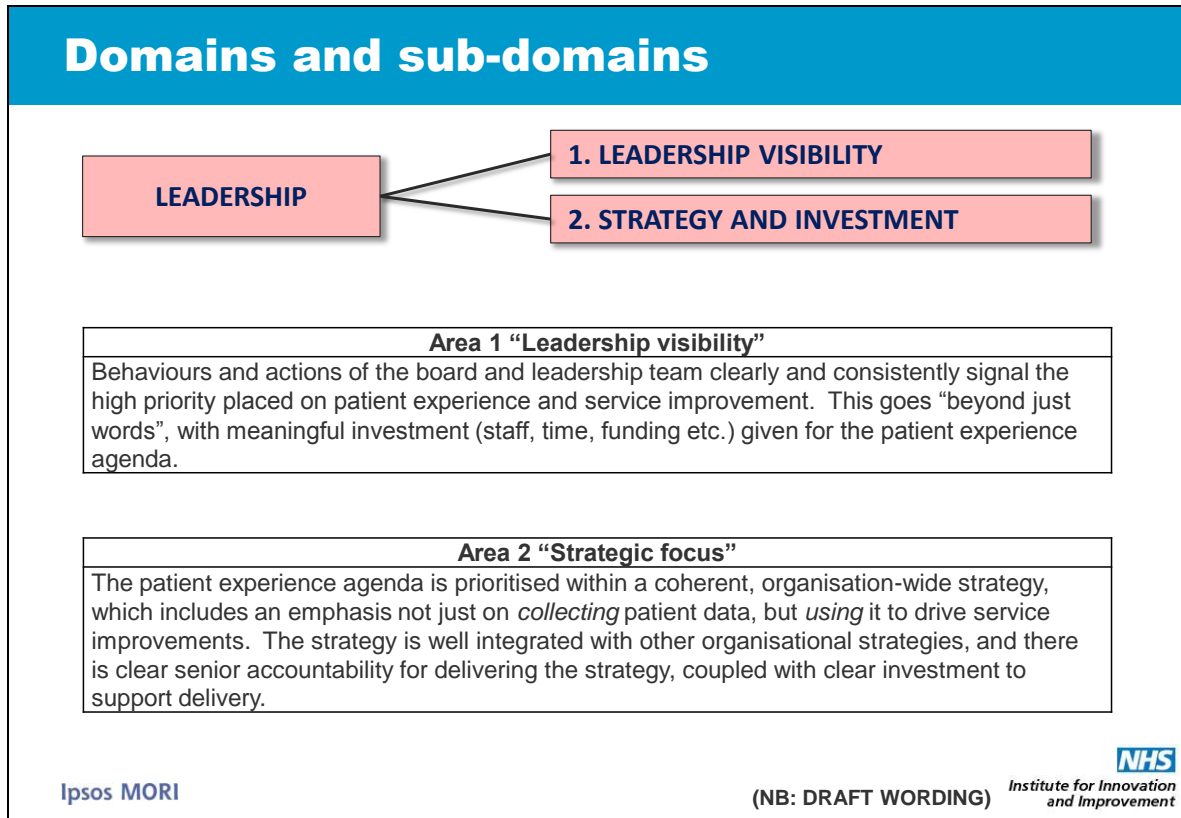 Domains and sub-domains
LEADERSHIP
1. LEADERSHIP VISIBILITY
2. STRATEGY AND INVESTMENT
Area 1 “Leadership visibility”
Behaviours and actions of the board and leadership team clearly and consistently signal the
high priority placed on patient experience and service improvement.  This goes “beyond just
words”, with meaningful investment (staff, time, funding etc.) given for the patient experience
agenda.
Area 2 “Strategic focus”
The patient experience agenda is prioritised within a coherent, organisation-wide strategy,
which includes an emphasis not just on collecting patient data, but using it to drive service
improvements.  The strategy is well integrated with other organisational strategies, and there
is clear senior accountability for delivering the strategy, coupled with clear investment to
support delivery.
Ipsos MORI
(NB: DRAFT WORDING)
NHS
Institute for Innovation
and Improvement